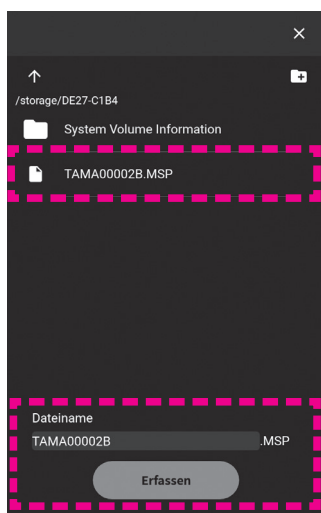 /storage/DE27-C1B4
System Volume Information
TAMA00002B.MSP
Dateiname
TAMA00002B .MSP
Erfassen